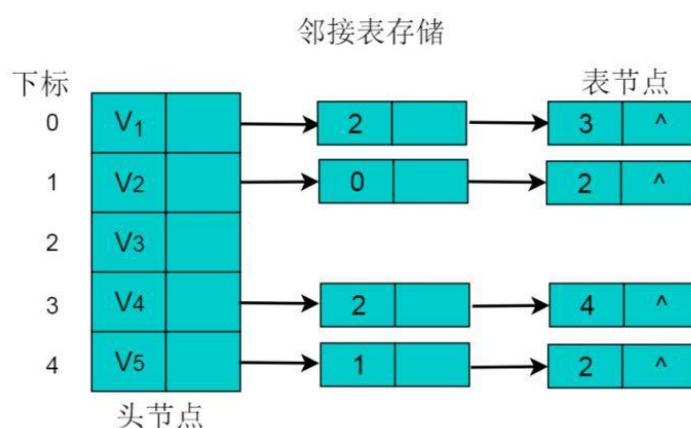 邻接表存储
下标 表节点
0 V1 2 3 ^
1 V2 0 2 ^
2 V3
3 V4 2 4 ^
4 V5 1 2 ^
头节点